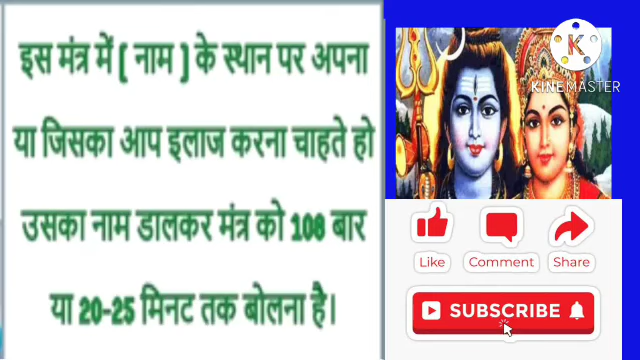 इस मंत्र में ( नाम ) के स्थान पर अपना
या जिसका आप इलाज करना चाहते हो
उसका नाम डालकर मंत्र को 108 बार
या 20-25 मिनट तक बोलना है।
KINEMASTER
Like Comment Share
SUBSCRIBE